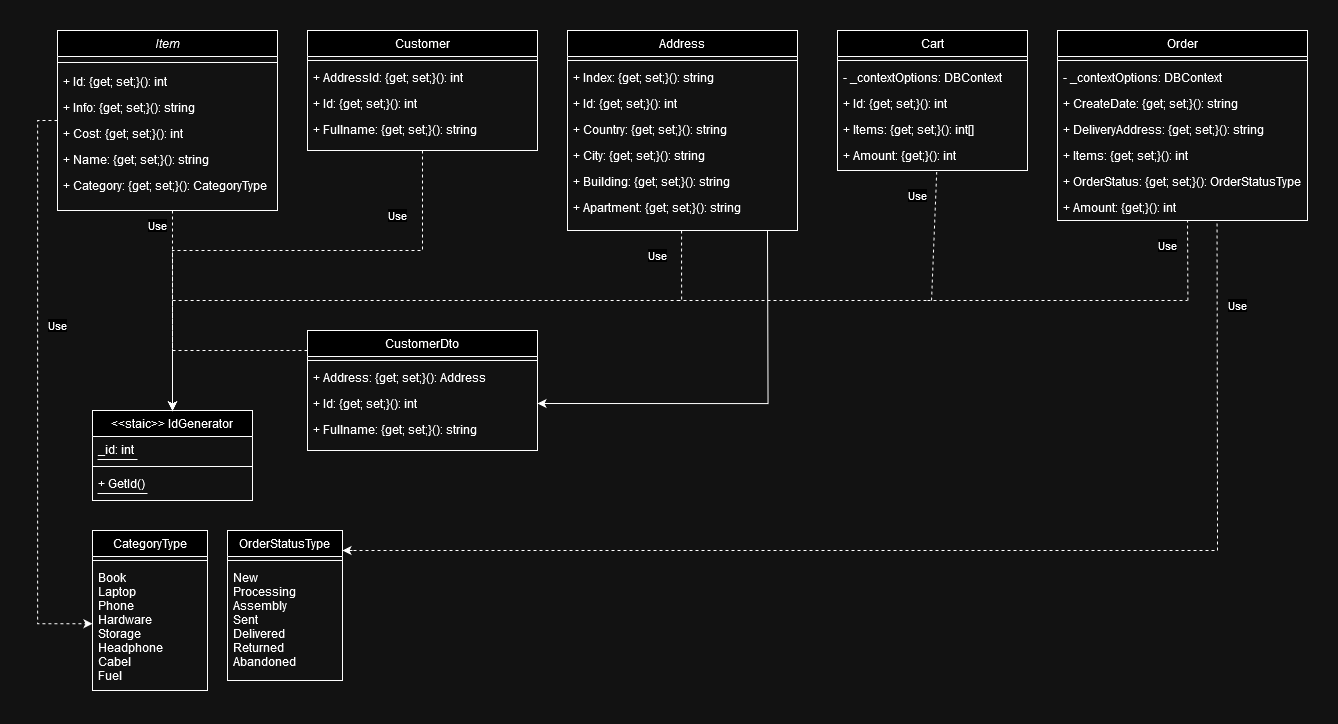 Item
+ Id: {get; set;}(): int
+ Info: {get; set;}(): string
+ Cost: {get; set;}(): int
+ Name: {get; set;}(): string
+ Category: {get; set;}(): CategoryType
Customer
+ AddressId: {get; set;}(): int
+ Id: {get; set;}(): int
+ Fullname: {get; set;}(): string
Address
+ Index: {get; set;}(): string
+ Id: {get; set;}(): int
+ Country: {get; set;}(): string
+ City: {get; set;}(): string
+ Building: {get; set;}(): string
+ Apartment: {get; set;}(): string
Cart
- _contextOptions: DBContext
+ Id: {get; set;}(): int
+ Items: {get; set;}(): int[]
+ Amount: {get;}(): int
Order
- _contextOptions: DBContext
+ CreateDate: {get; set;}(): string
+ DeliveryAddress: {get; set;}(): string
+ Items: {get; set;}(): int
+ OrderStatus: {get; set;}(): OrderStatusType
+ Amount: {get;}(): int
Use
Use
Use
Use
Use
Use
Use
CustomerDto
+ Address: {get; set;}(): Address
+ Id: {get; set;}(): int
+ Fullname: {get; set;}(): string
<<staic>> IdGenerator
_id: int
+ GetId()
CategoryType
Book
Laptop
Phone
Hardware
Storage
Headphone
Cabel
Fuel
OrderStatusType
New
Processing
Assembly
Sent
Delivered
Returned
Abandoned